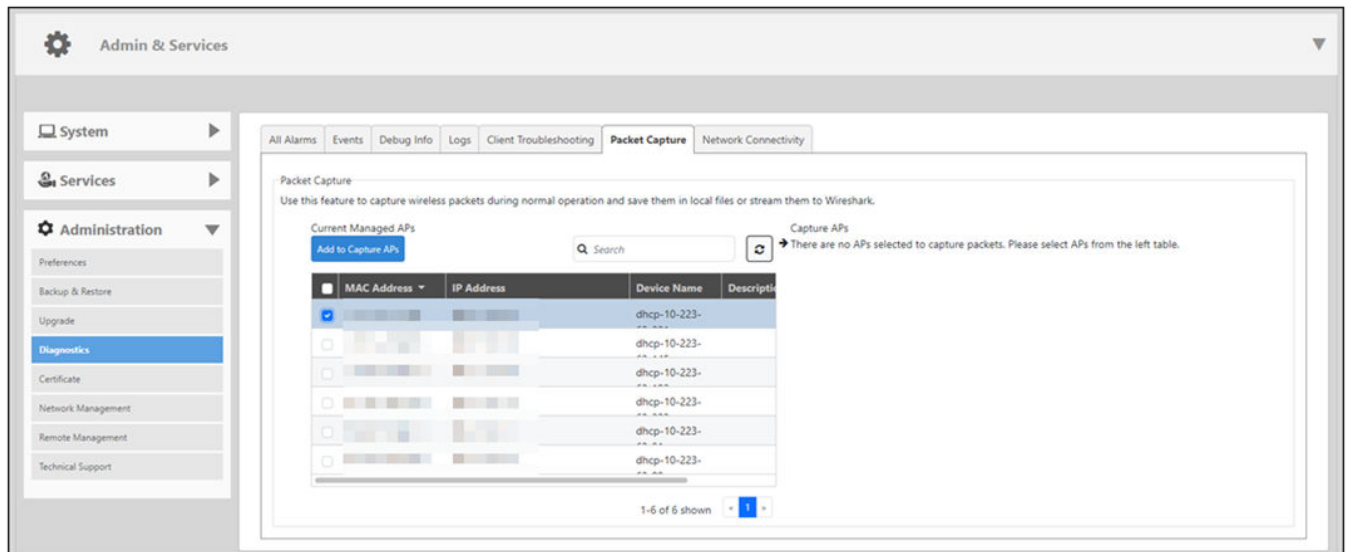 Admin & Services
System
Services
Administration
Preferences
Backup & Restore
Upgrade
Diagnostics
Certificate
Network Management
Remote Management
Technical Support
All Alarms Events Debug Info Logs Client Troubleshooting Packet Capture Network Connectivity
Packet Capture
Use this feature to capture wireless packets during normal operation and save them in local files or stream them to Wireshark.
Current Managed APs
Add to Capture APs
Search
Capture APs
There are no APs selected to capture packets. Please select APs from the left table.
MAC Address IP Address Device Name Descripti
dhcp-10-223-
dhcp-10-223-
dhcp-10-223-
dhcp-10-223-
dhcp-10-223-
dhcp-10-223-
1-6 of 6 shown « 1 »